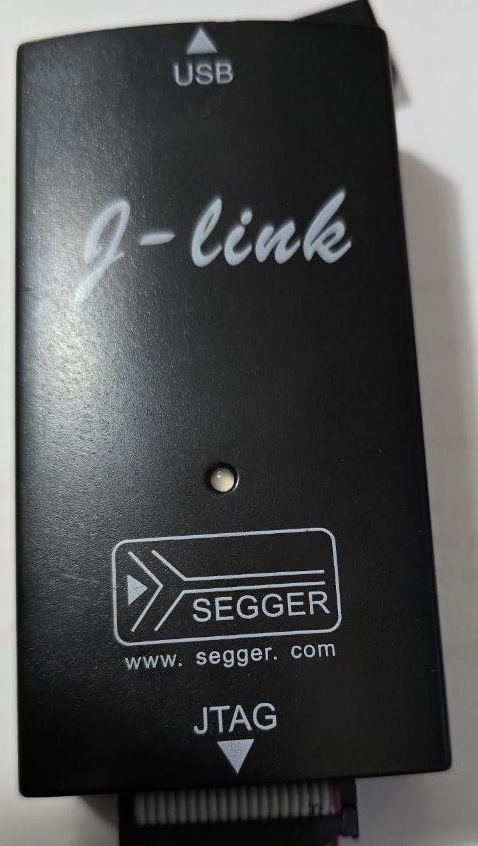 USB
J-link
SEGGER
www. segger. com
JTAG